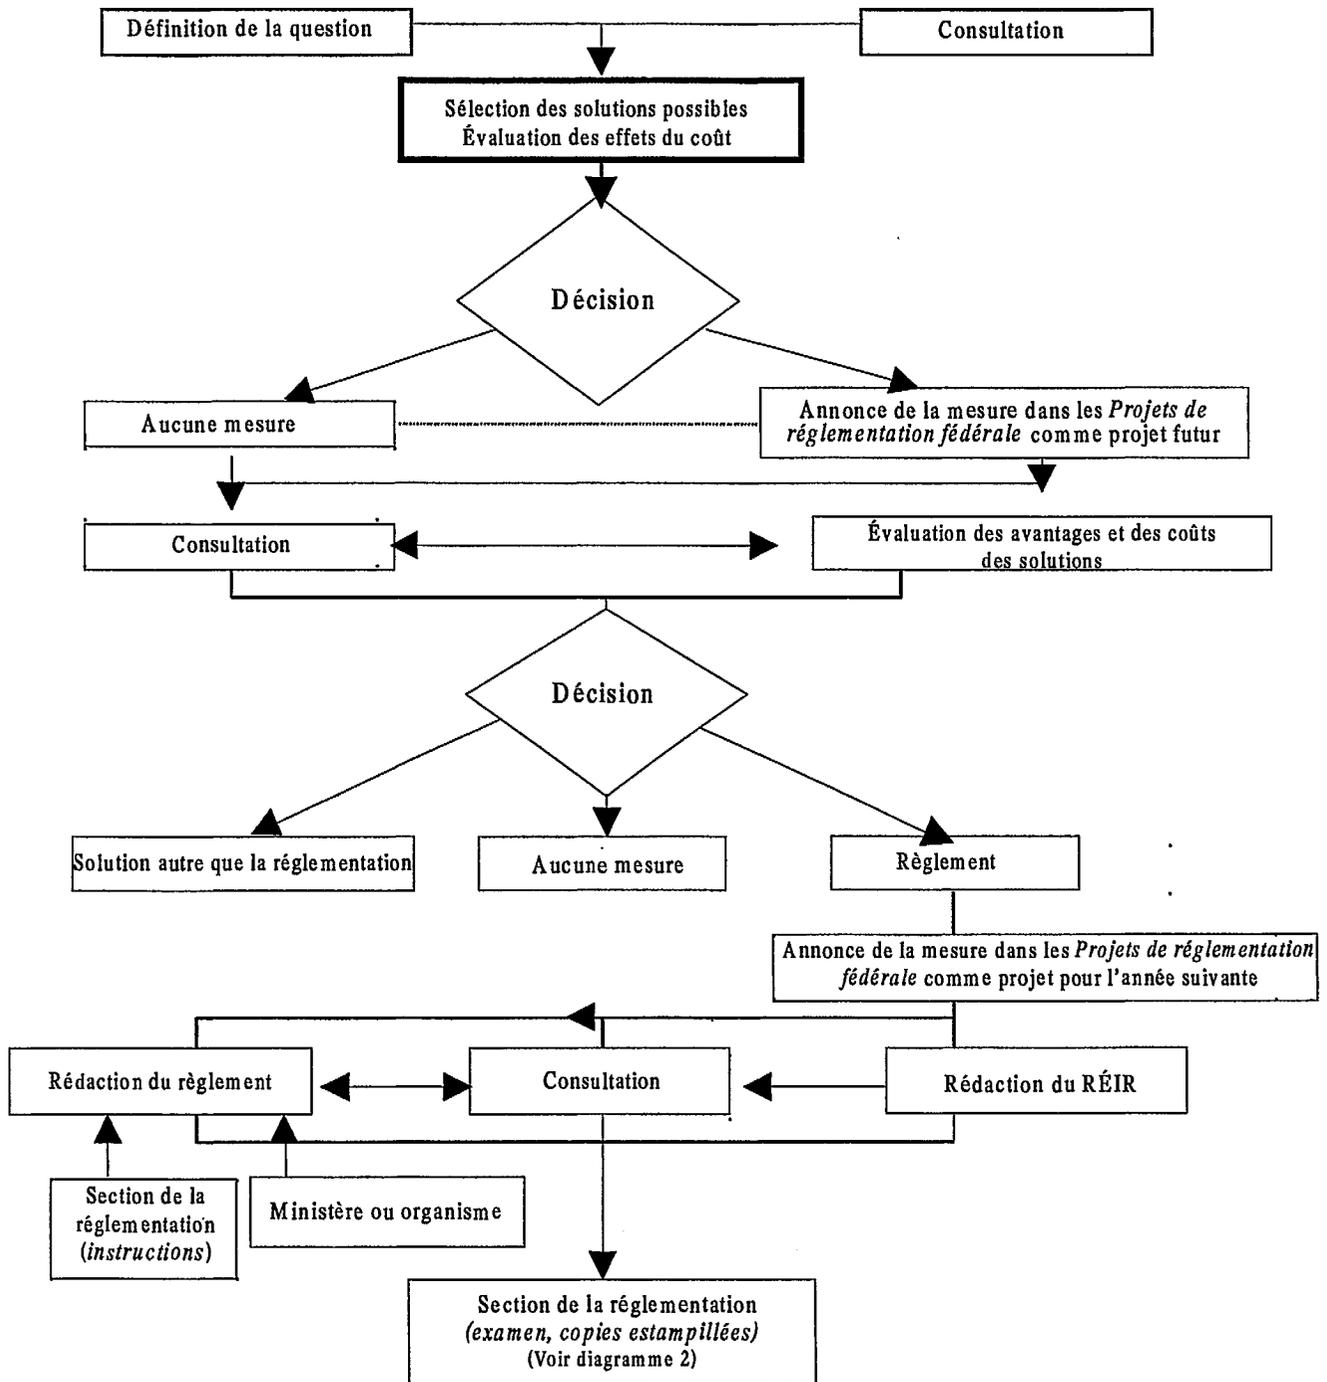 Définition de la question
Consultation
Sélection des solutions possibles
Évaluation des effets du coût
Décision
Aucune mesure
Annonce de la mesure dans les Projets de
réglementation fédérale comme projet futur
Consultation
Évaluation des avantages et des coûts
des solutions
Décision
Solution autre que la réglementation
Aucune mesure
Règlement
Annonce de la mesure dans les Projets de réglementation
fédérale comme projet pour l'année suivante
Rédaction du règlement
Consultation
Rédaction du RÉIR
Section de la
réglementation
(instructions)
Ministère ou organisme
Section de la réglementation
(examen, copies estampillées)
(Voir diagramme 2)